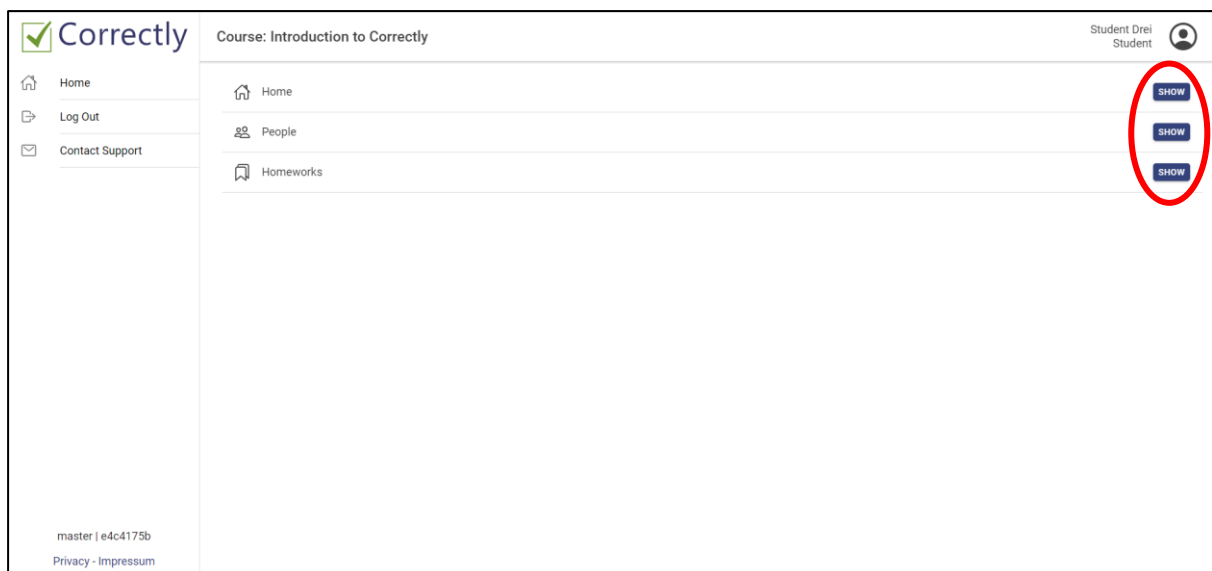 Correctly
Course: Introduction to Correctly
Student Drei
Student
Home
Log Out
Contact Support
Home
SHOW
People
SHOW
Homeworks
SHOW
master | e4c4175b
Privacy - Impressum